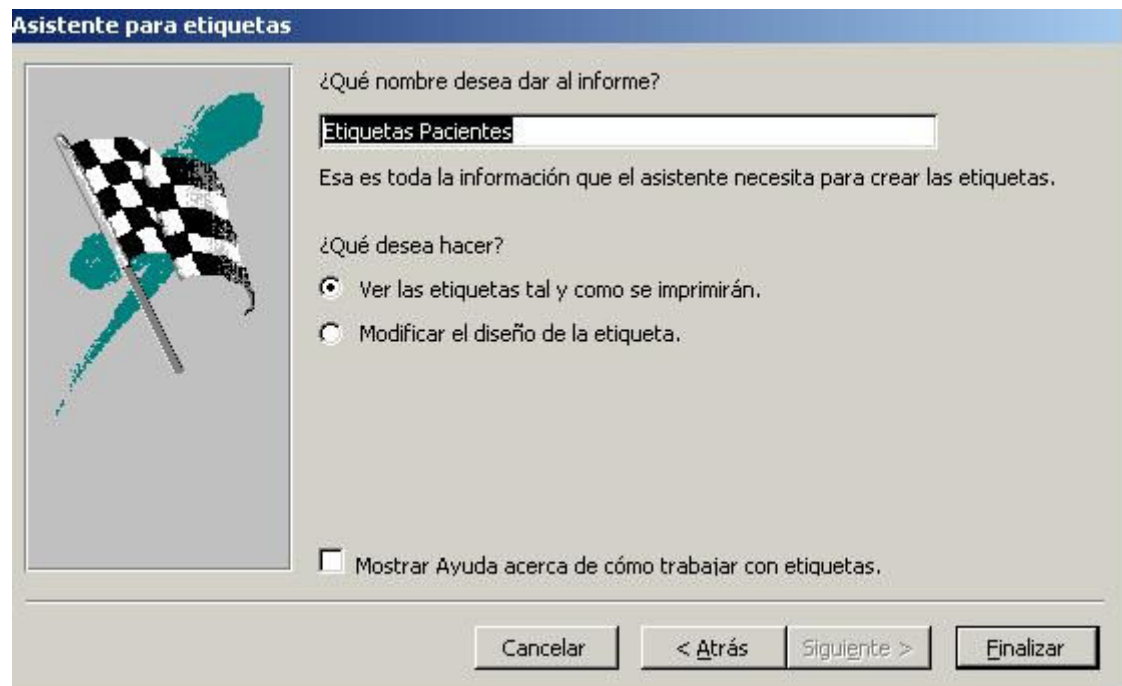 Asistente para etiquetas
¿Qué nombre desea dar al informe?
Etiquetas Pacientes
Esa es toda la información que el asistente necesita para crear las etiquetas.
¿Qué desea hacer?
Ver las etiquetas tal y como se imprimirán.
Modificar el diseño de la etiqueta.
Mostrar Ayuda acerca de cómo trabajar con etiquetas.
Cancelar < Atrás Siguiente > Finalizar